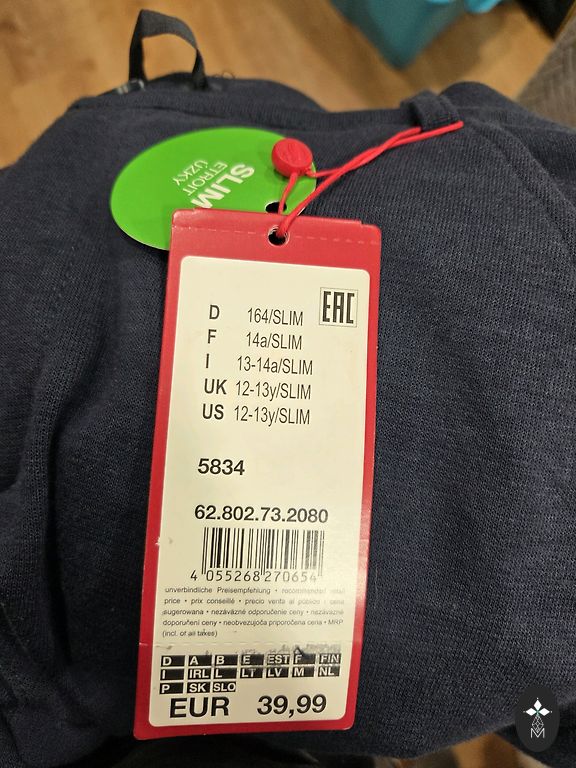 SLIM
ETROIT
ÚZKY
EAC
D 164/SLIM
F 14a/SLIM
I 13-14a/SLIM
UK 12-13y/SLIM
US 12-13y/SLIM
5834
62.802.73.2080
4 055268 270654
unverbindliche Preisempfehlung • recommended retail
price • prix conseillé • precio venta al público • cena
sugerowana • nezávazné odporučenie ceny • nezávazné
doporučení ceny • neobvezujoča priporočena cena • MRP
(incl. of all taxes)
D A B E EST F FIN
I IRL L LT LV M NL
P SK SLO
EUR 39,99
M